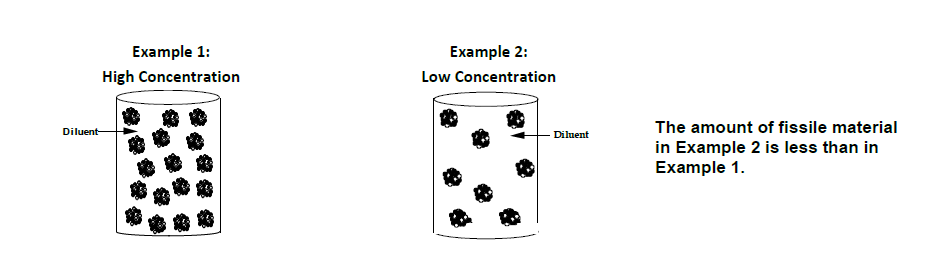 Example 1:
High Concentration
Diluent
Example 2:
Low Concentration
Diluent
The amount of fissile material
in Example 2 is less than in
Example 1.